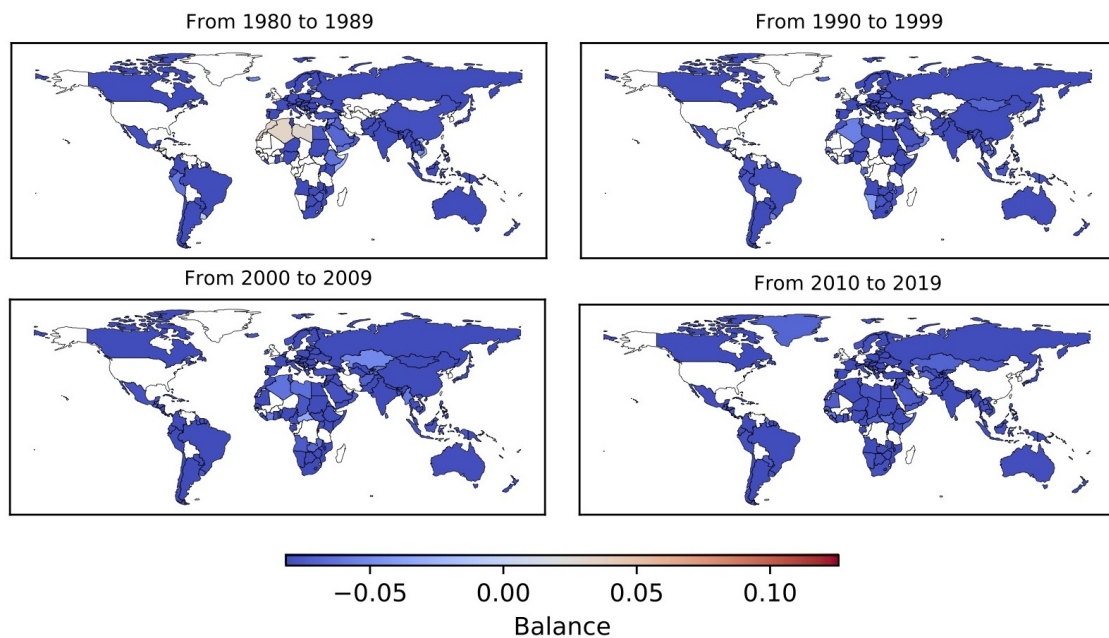 From 1980 to 1989
From 1990 to 1999
From 2000 to 2009
From 2010 to 2019
−0.05 0.00 0.05 0.10
Balance